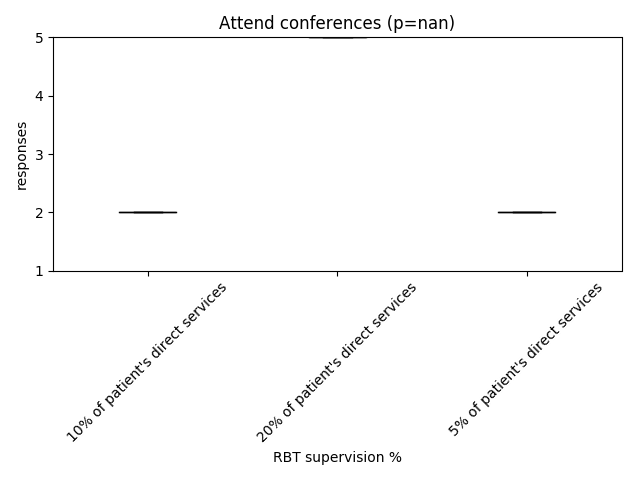 Attend conferences (p=nan)
5
4
3
2
1
responses
10% of patient's direct services
20% of patient's direct services
5% of patient's direct services
RBT supervision %